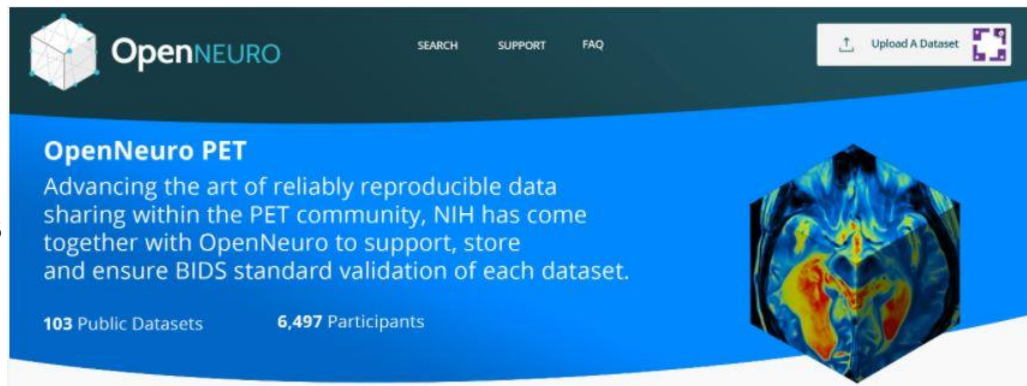 OpenNEURO
SEARCH SUPPORT FAQ
Upload A Dataset
OpenNeuro PET
Advancing the art of reliably reproducible data
sharing within the PET community, NIH has come
together with OpenNeuro to support, store
and ensure BIDS standard validation of each dataset.
103 Public Datasets 6,497 Participants